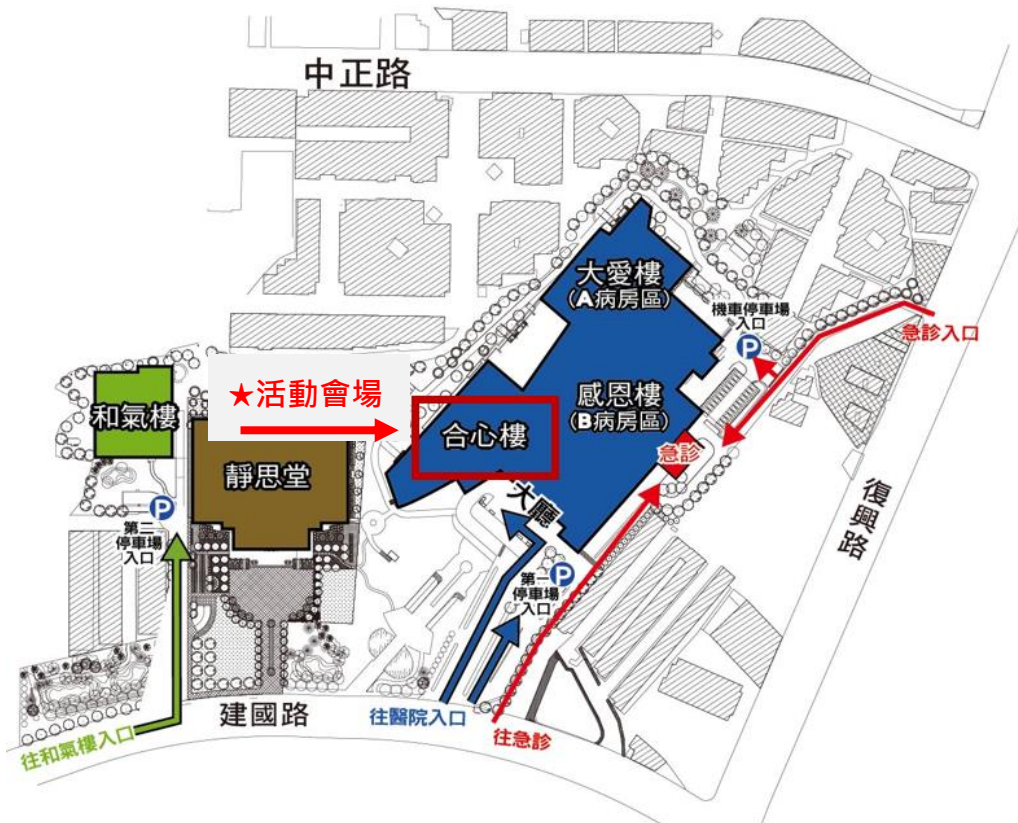 中正路
大愛樓
(A病房區)
機車停車場
入口
P
急診入口
★活動會場
和氣樓
感恩樓
(B病房區)
合心樓
急診
靜思堂
大廳
復興路
P
第二
停車場
入口
第一
停車場
入口
P
建國路
往醫院入口
往急診
往和氣樓入口